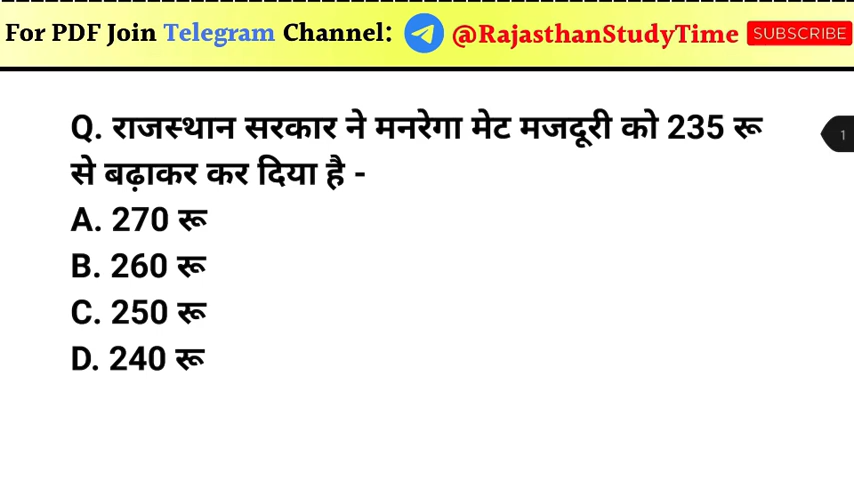 For PDF Join Telegram Channel: @RajasthanStudyTime SUBSCRIBE
Q. राजस्थान सरकार ने मनरेगा मेट मजदूरी को 235 रू
1
से बढ़ाकर कर दिया है -
A. 270 रू
B. 260 रू
C. 250 रू
D. 240 रू